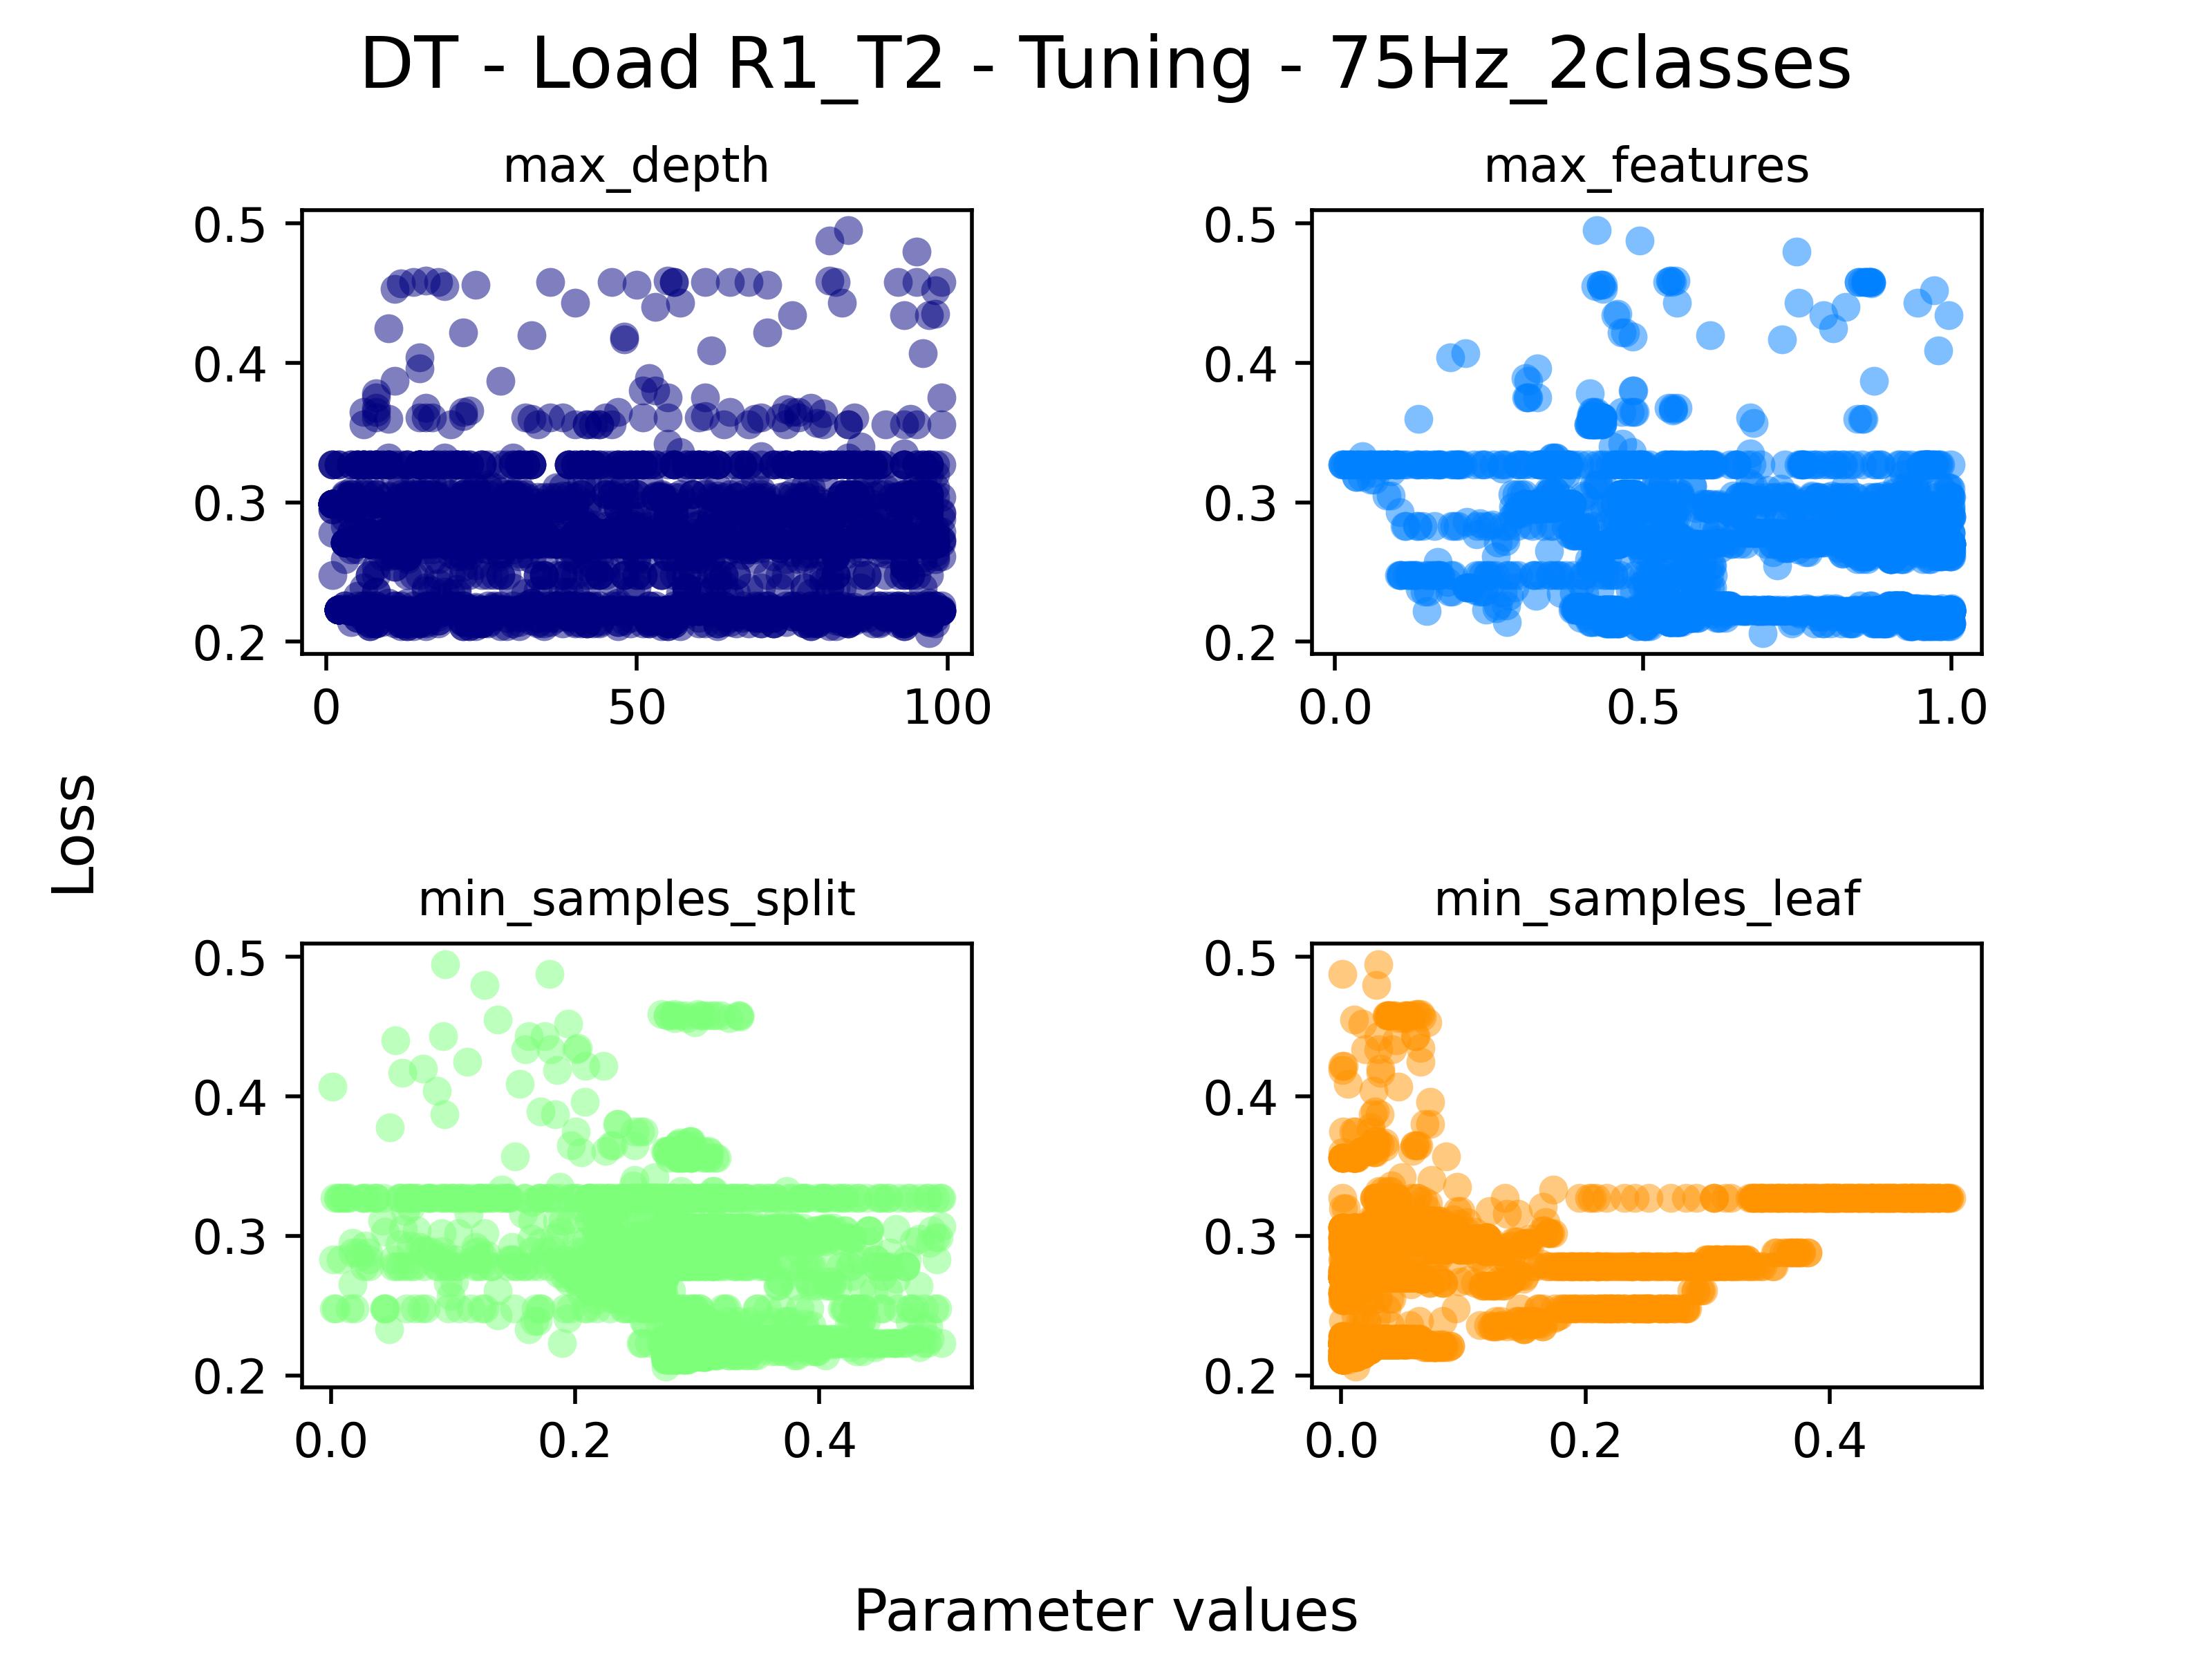 DT - Load R1_T2 - Tuning - 75Hz_2classes
max_depth
0.5
0.4
0.3
0.2
0 50 100
max_features
0.5
0.4
0.3
0.2
0.0 0.5 1.0
Loss
min_samples_split
0.5
0.4
0.3
0.2
0.0 0.2 0.4
min_samples_leaf
0.5
0.4
0.3
0.2
0.0 0.2 0.4
Parameter values